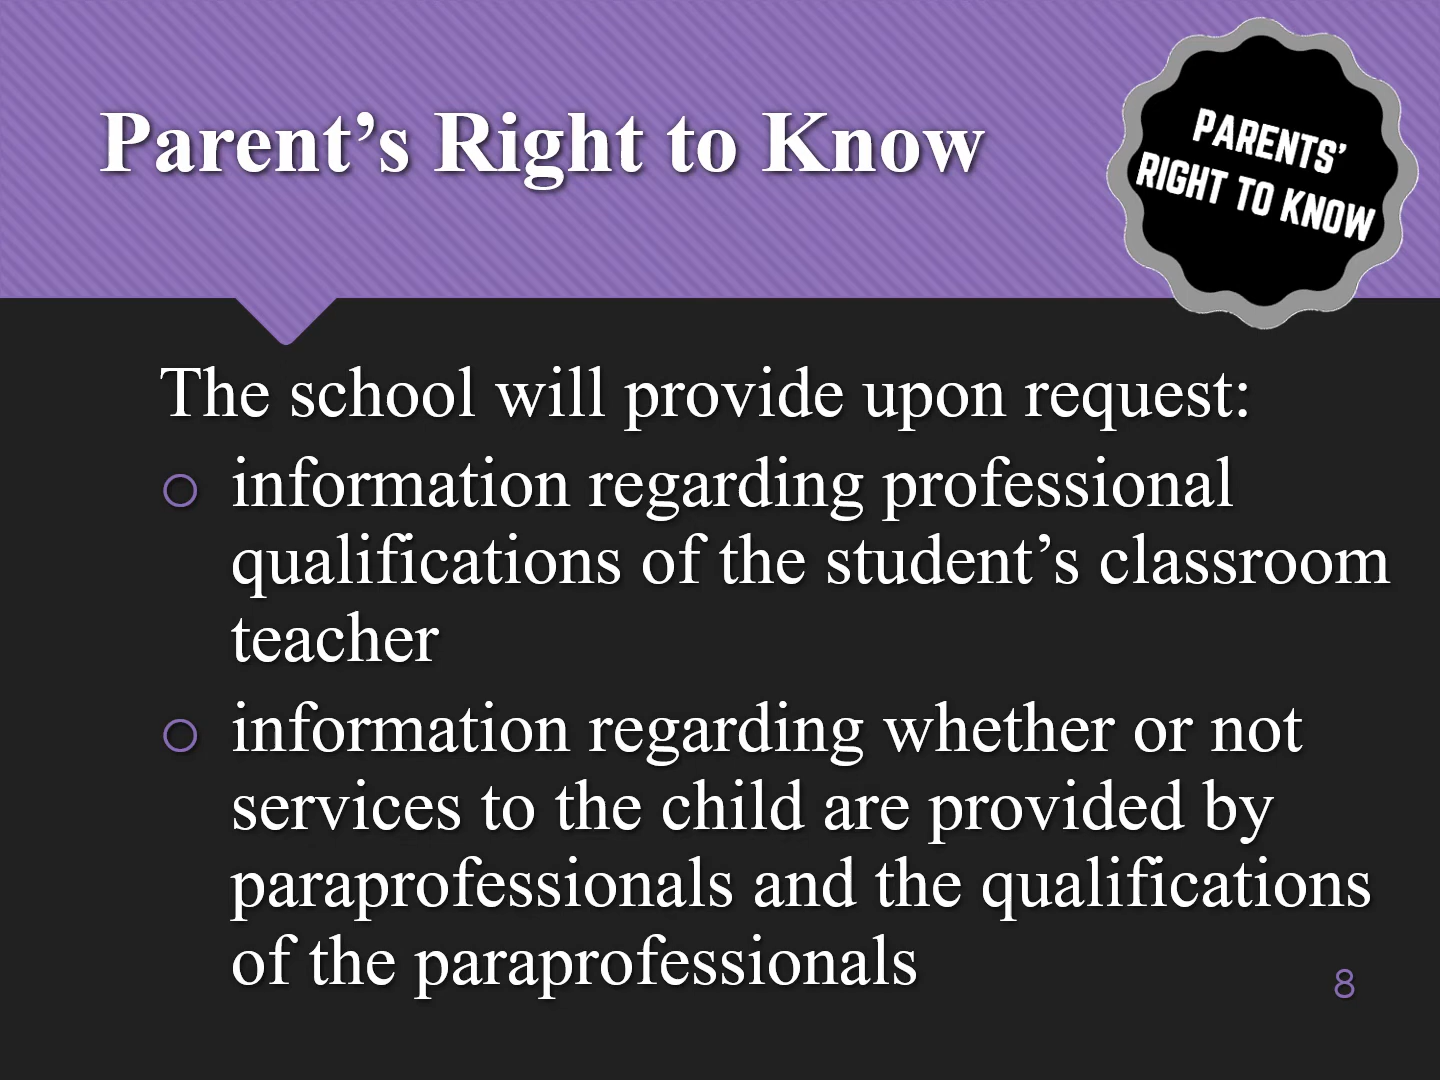 Parent’s Right to Know
PARENTS’
RIGHT TO KNOW
The school will provide upon request:
o information regarding professional
qualifications of the student’s classroom
teacher
o information regarding whether or not
services to the child are provided by
paraprofessionals and the qualifications
of the paraprofessionals
8